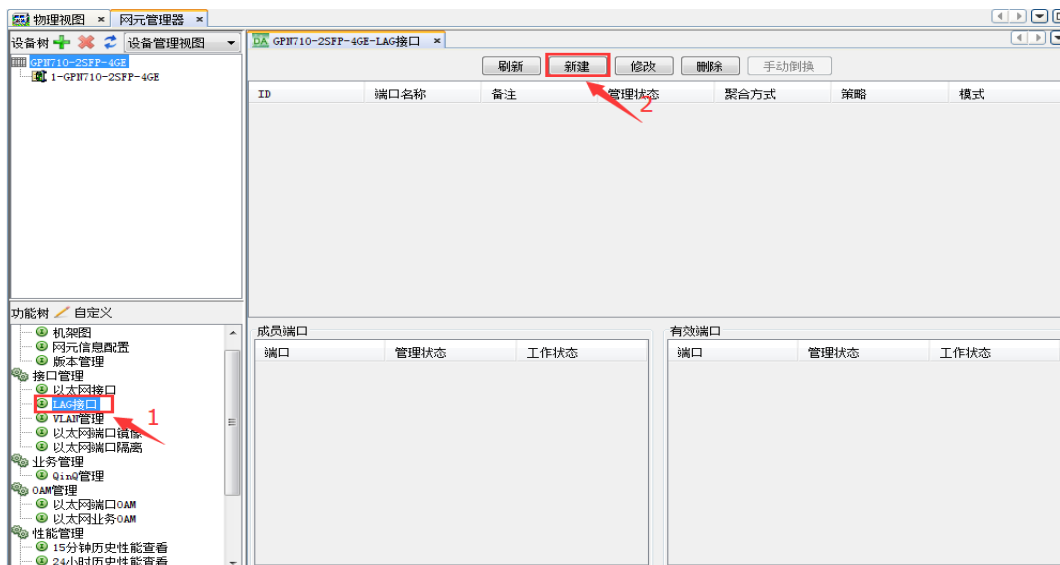 物理视图 × 网元管理器 ×
设备树 设备管理视图
GPN710-2SFP-4GE
1-GPN710-2SFP-4GE
DA GPN710-2SFP-4GE-LAG接口 ×
刷新 新建 修改 删除 手动倒换
ID 端口名称 备注 管理状态 聚合方式 策略 模式
2
功能树 自定义
机架图
网元信息配置
版本管理
接口管理
以太网接口
LAG接口
1
VLAN管理
以太网端口镜像
以太网端口隔离
业务管理
QinQ管理
OAM管理
以太网端口OAM
以太网业务OAM
性能管理
15分钟历史性能查看
24小时历史性能查看
成员端口
端口 管理状态 工作状态
有效端口
端口 管理状态 工作状态